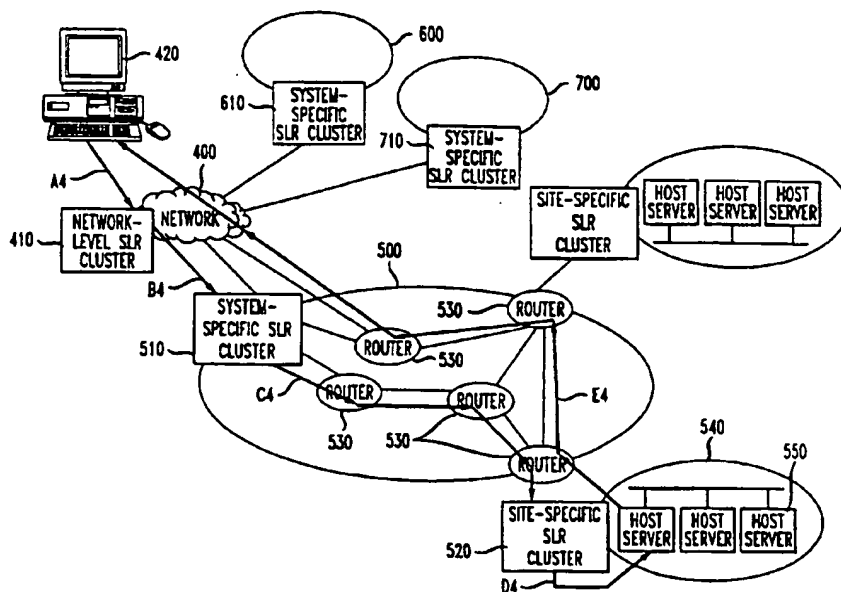 420
600
SYSTEM-
SPECIFIC
SLR CLUSTER
610
700
SYSTEM-
SPECIFIC
SLR CLUSTER
710
400
NETWORK
A4
NETWORK-
LEVEL SLR
CLUSTER
410
B4
SITE-SPECIFIC
SLR
CLUSTER
HOST
SERVER
HOST
SERVER
HOST
SERVER
500
SYSTEM-
SPECIFIC SLR
CLUSTER
510
530
ROUTER
ROUTER
530
C4
ROUTER
530
ROUTER
530
E4
ROUTER
540
550
SITE-SPECIFIC
SLR
CLUSTER
520
HOST
SERVER
HOST
SERVER
HOST
SERVER
D4